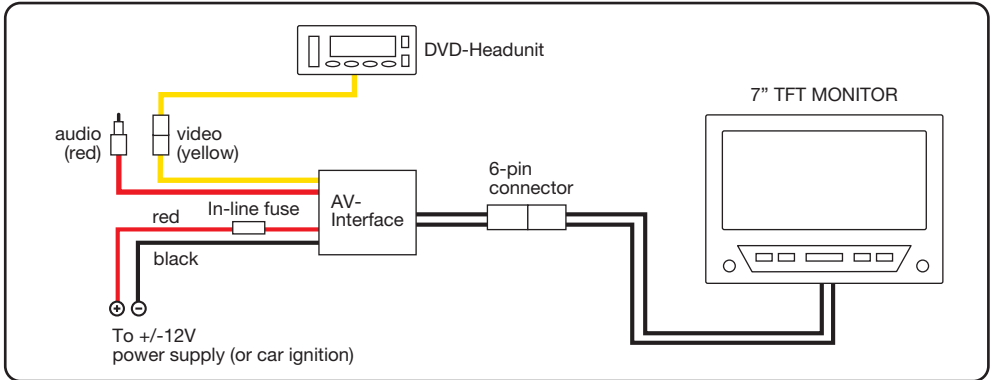 DVD-Headunit
7” TFT MONITOR
audio
(red)
video
(yellow)
6-pin
connector
AV-
Interface
red
In-line fuse
black
+ −
To +/-12V
power supply (or car ignition)